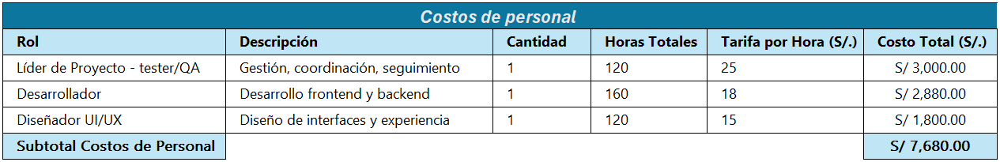 Costos de personal
Rol Descripción Cantidad Horas Totales Tarifa por Hora (S/.) Costo Total (S/.)
Líder de Proyecto - tester/QA Gestión, coordinación, seguimiento 1 120 25 S/ 3,000.00
Desarrollador Desarrollo frontend y backend 1 160 18 S/ 2,880.00
Diseñador UI/UX Diseño de interfaces y experiencia 1 120 15 S/ 1,800.00
Subtotal Costos de Personal S/ 7,680.00